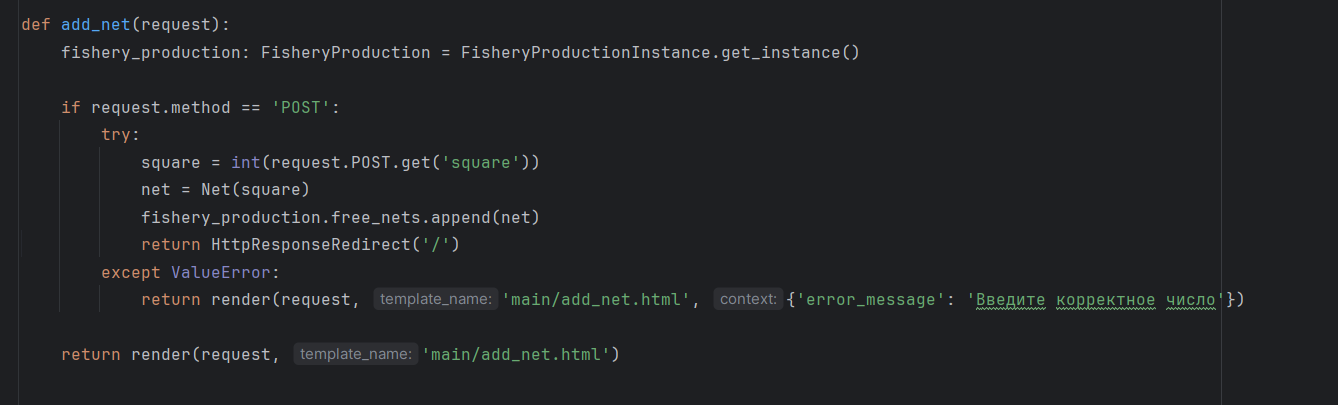 def add_net(request):
    fishery_production: FisheryProduction = FisheryProductionInstance.get_instance()
    if request.method == 'POST':
        try:
            square = int(request.POST.get('square'))
            net = Net(square)
            fishery_production.free_nets.append(net)
            return HttpResponseRedirect('/')
        except ValueError:
            return render(request, template_name: 'main/add_net.html', context: {'error_message': 'Введите корректное число'})
    return render(request, template_name: 'main/add_net.html')